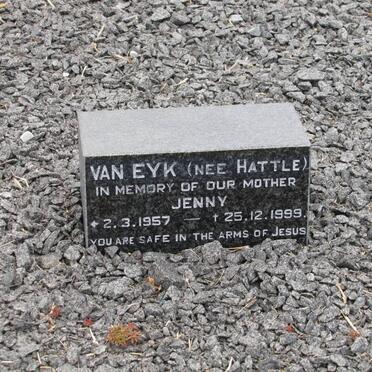 VAN EYK (NEE HATTLE)
IN MEMORY OF OUR MOTHER
JENNY
* 2.3.1957 — † 25.12.1999.
YOU ARE SAFE IN THE ARMS OF JESUS